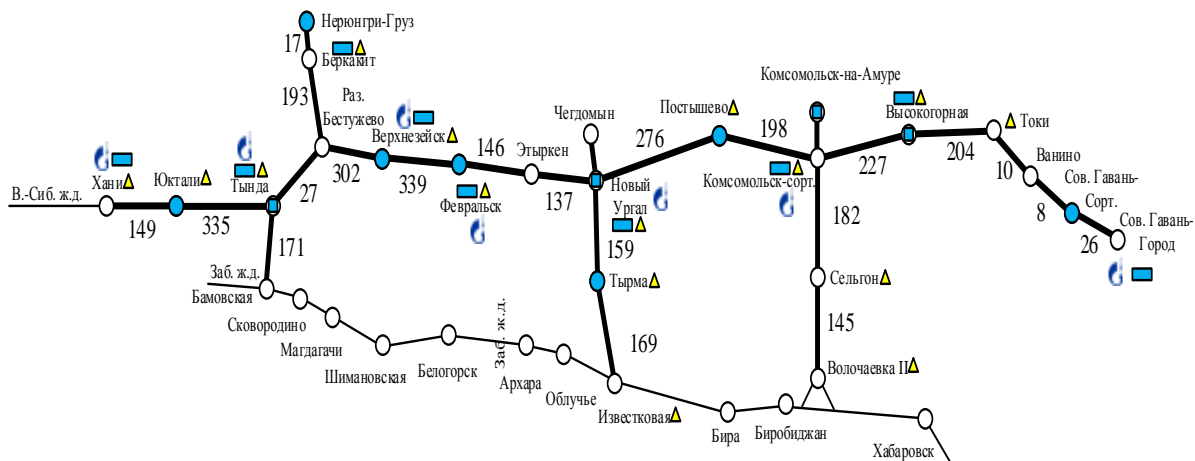 Нерюнгри-Груз
17
Беркакит
193
Раз.
Бестужево
Комсомольск-на-Амуре
Чегдомын
Постышево
Высокогорная
Токи
Верхнезейск
276
198
146
Этыркен
227
204
10
Ванино
Хани
Юктали
Тында
27
302
339
Февральск
137
Новый
Ургал
Комсомольск-сорт.
8
Сов. Гавань-
Сорт.
В.-Сиб. ж.д.
149
335
159
182
26
Сов. Гавань-
Город
171
Заб. ж.д.
Бамовская
Тырма
Сельгон
Сковородино
Магдагачи
Шимановская
Белогорск
Заб. ж.д.
Архара
Облучье
169
145
Известковая
Волочаевка II
Бира
Биробиджан
Хабаровск